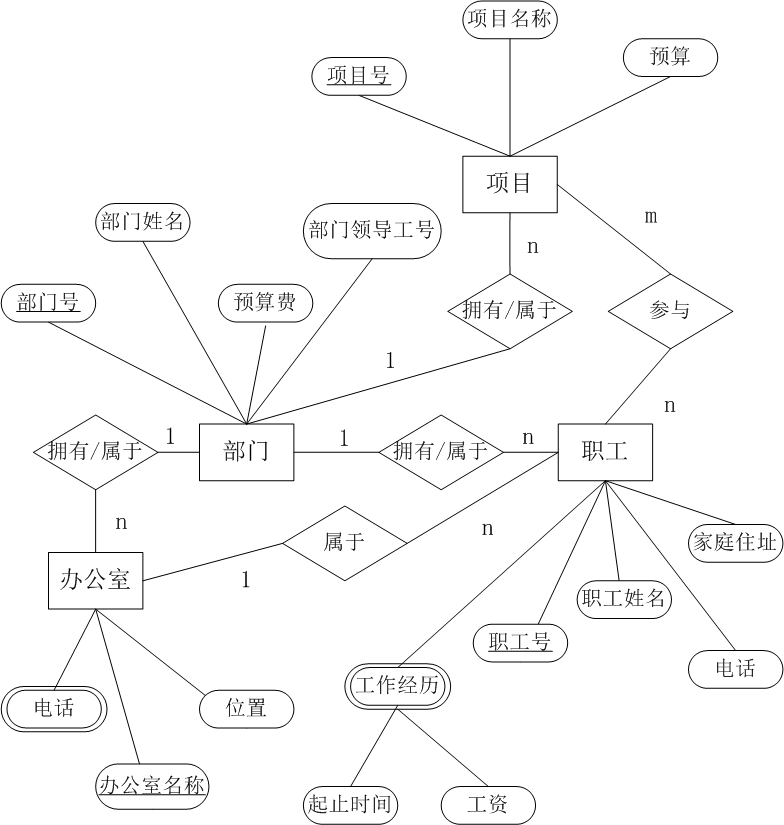 项目名称
预算
项目号
项目
m
部门姓名
部门领导工号
n
部门号
预算费
拥有/属于
参与
1
n
1
1
n
拥有/属于
部门
拥有/属于
职工
n
n
属于
家庭住址
办公室
1
职工姓名
职工号
电话
工作经历
电话
位置
办公室名称
起止时间
工资